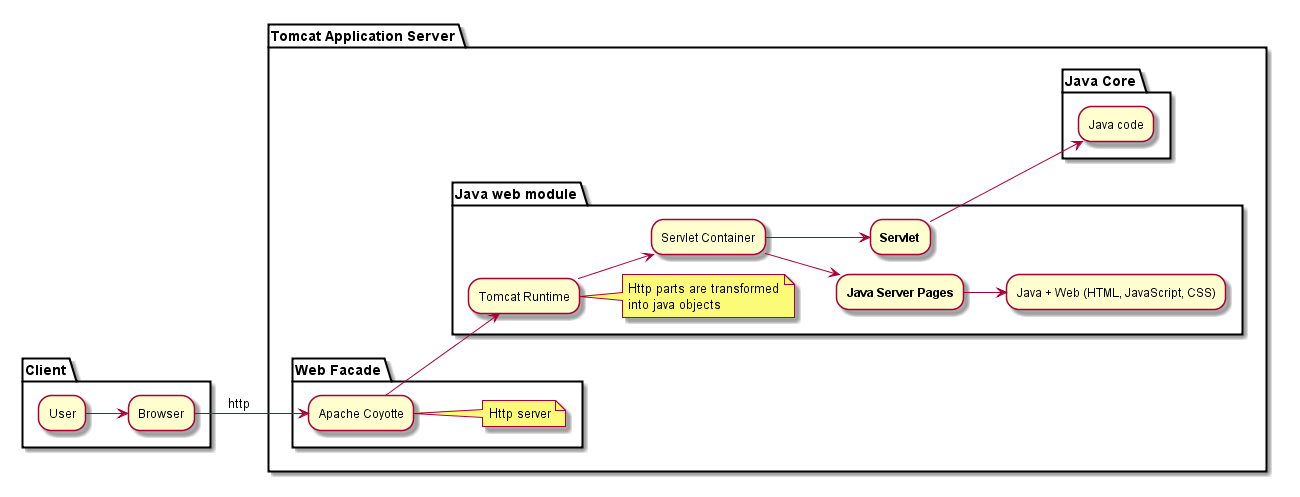 Tomcat Application Server
Java Core
Java code
Java web module
Servlet Container
Servlet
Tomcat Runtime
Http parts are transformed
into java objects
Java Server Pages
Java + Web (HTML, JavaScript, CSS)
Client
User
Browser
http
Web Facade
Apache Coyotte
Http server